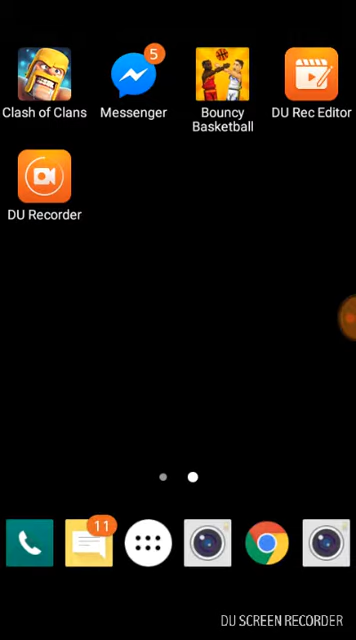 5
Clash of Clans
Messenger
Bouncy
Basketball
DU Rec Editor
DU Recorder
11
DU SCREEN RECORDER